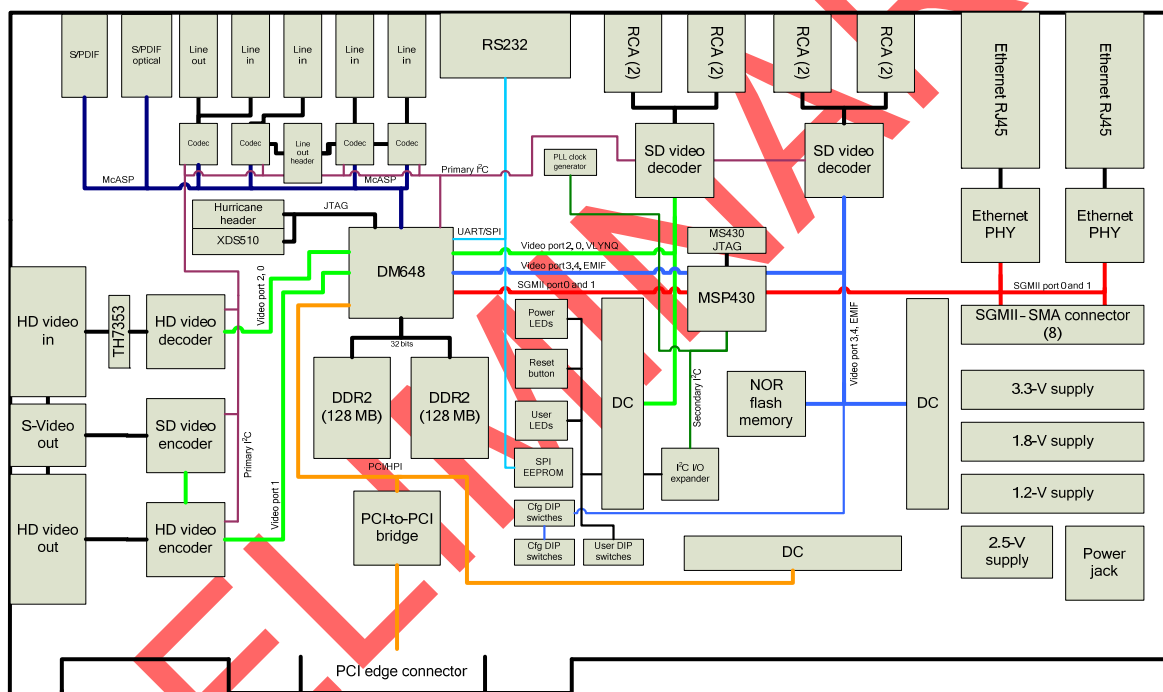 S/PDIF
S/PDIF
optical
Line
out
Line
in
Line
in
Line
in
Line
in
RS232
RCA (2)
RCA (2)
RCA (2)
RCA (2)
Ethernet RJ45
Ethernet RJ45
Codec
Codec
Line
out
header
Codec
Codec
SD video
decoder
SD video
decoder
PLL clock
generator
Primary I²C
McASP
McASP
Hurricane
header
XDS510
JTAG
Ethernet
PHY
Ethernet
PHY
UART/SPI
MS430
JTAG
Video port 2, 0, VLYNQ
Video port 3,4, EMIF
SGMII port 0 and 1
SGMII port 0 and 1
DM648
MSP430
Video port 2, 0
HD video
in
TH7353
HD video
decoder
Power
LEDs
SGMII–SMA connector
(8)
Video port 3,4, EMIF
32 bits
DDR2
(128 MB)
DDR2
(128 MB)
Reset
button
DC
Secondary I²C
NOR
flash
memory
DC
3.3-V supply
S-Video
out
SD video
encoder
User
LEDs
1.8-V supply
Primary I²C
PCI/HPI
SPI
EEPROM
I²C I/O
expander
1.2-V supply
Video port 1
HD video
out
HD video
encoder
PCI-to-PCI
bridge
Cfg DIP
swicthes
Cfg DIP
switches
User DIP
switches
DC
2.5-V
supply
Power
jack
PCI edge connector